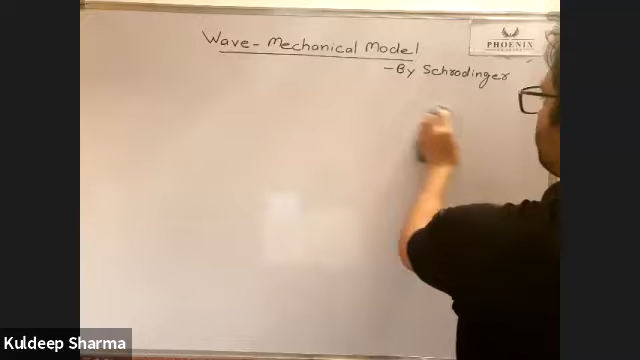 Wave-Mechanical Model
PHOENIX
-By Schrodinger
Kuldeep Sharma